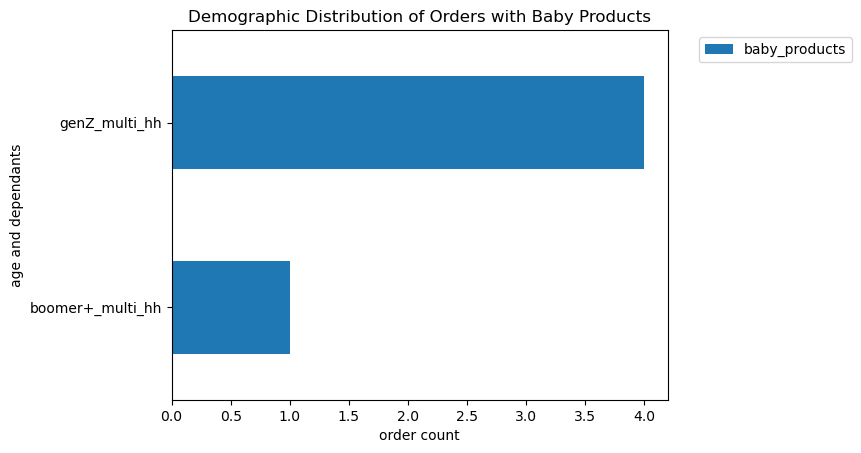 Demographic Distribution of Orders with Baby Products
baby_products
age and dependants
genZ_multi_hh
boomer+_multi_hh
0.0 0.5 1.0 1.5 2.0 2.5 3.0 3.5 4.0
order count